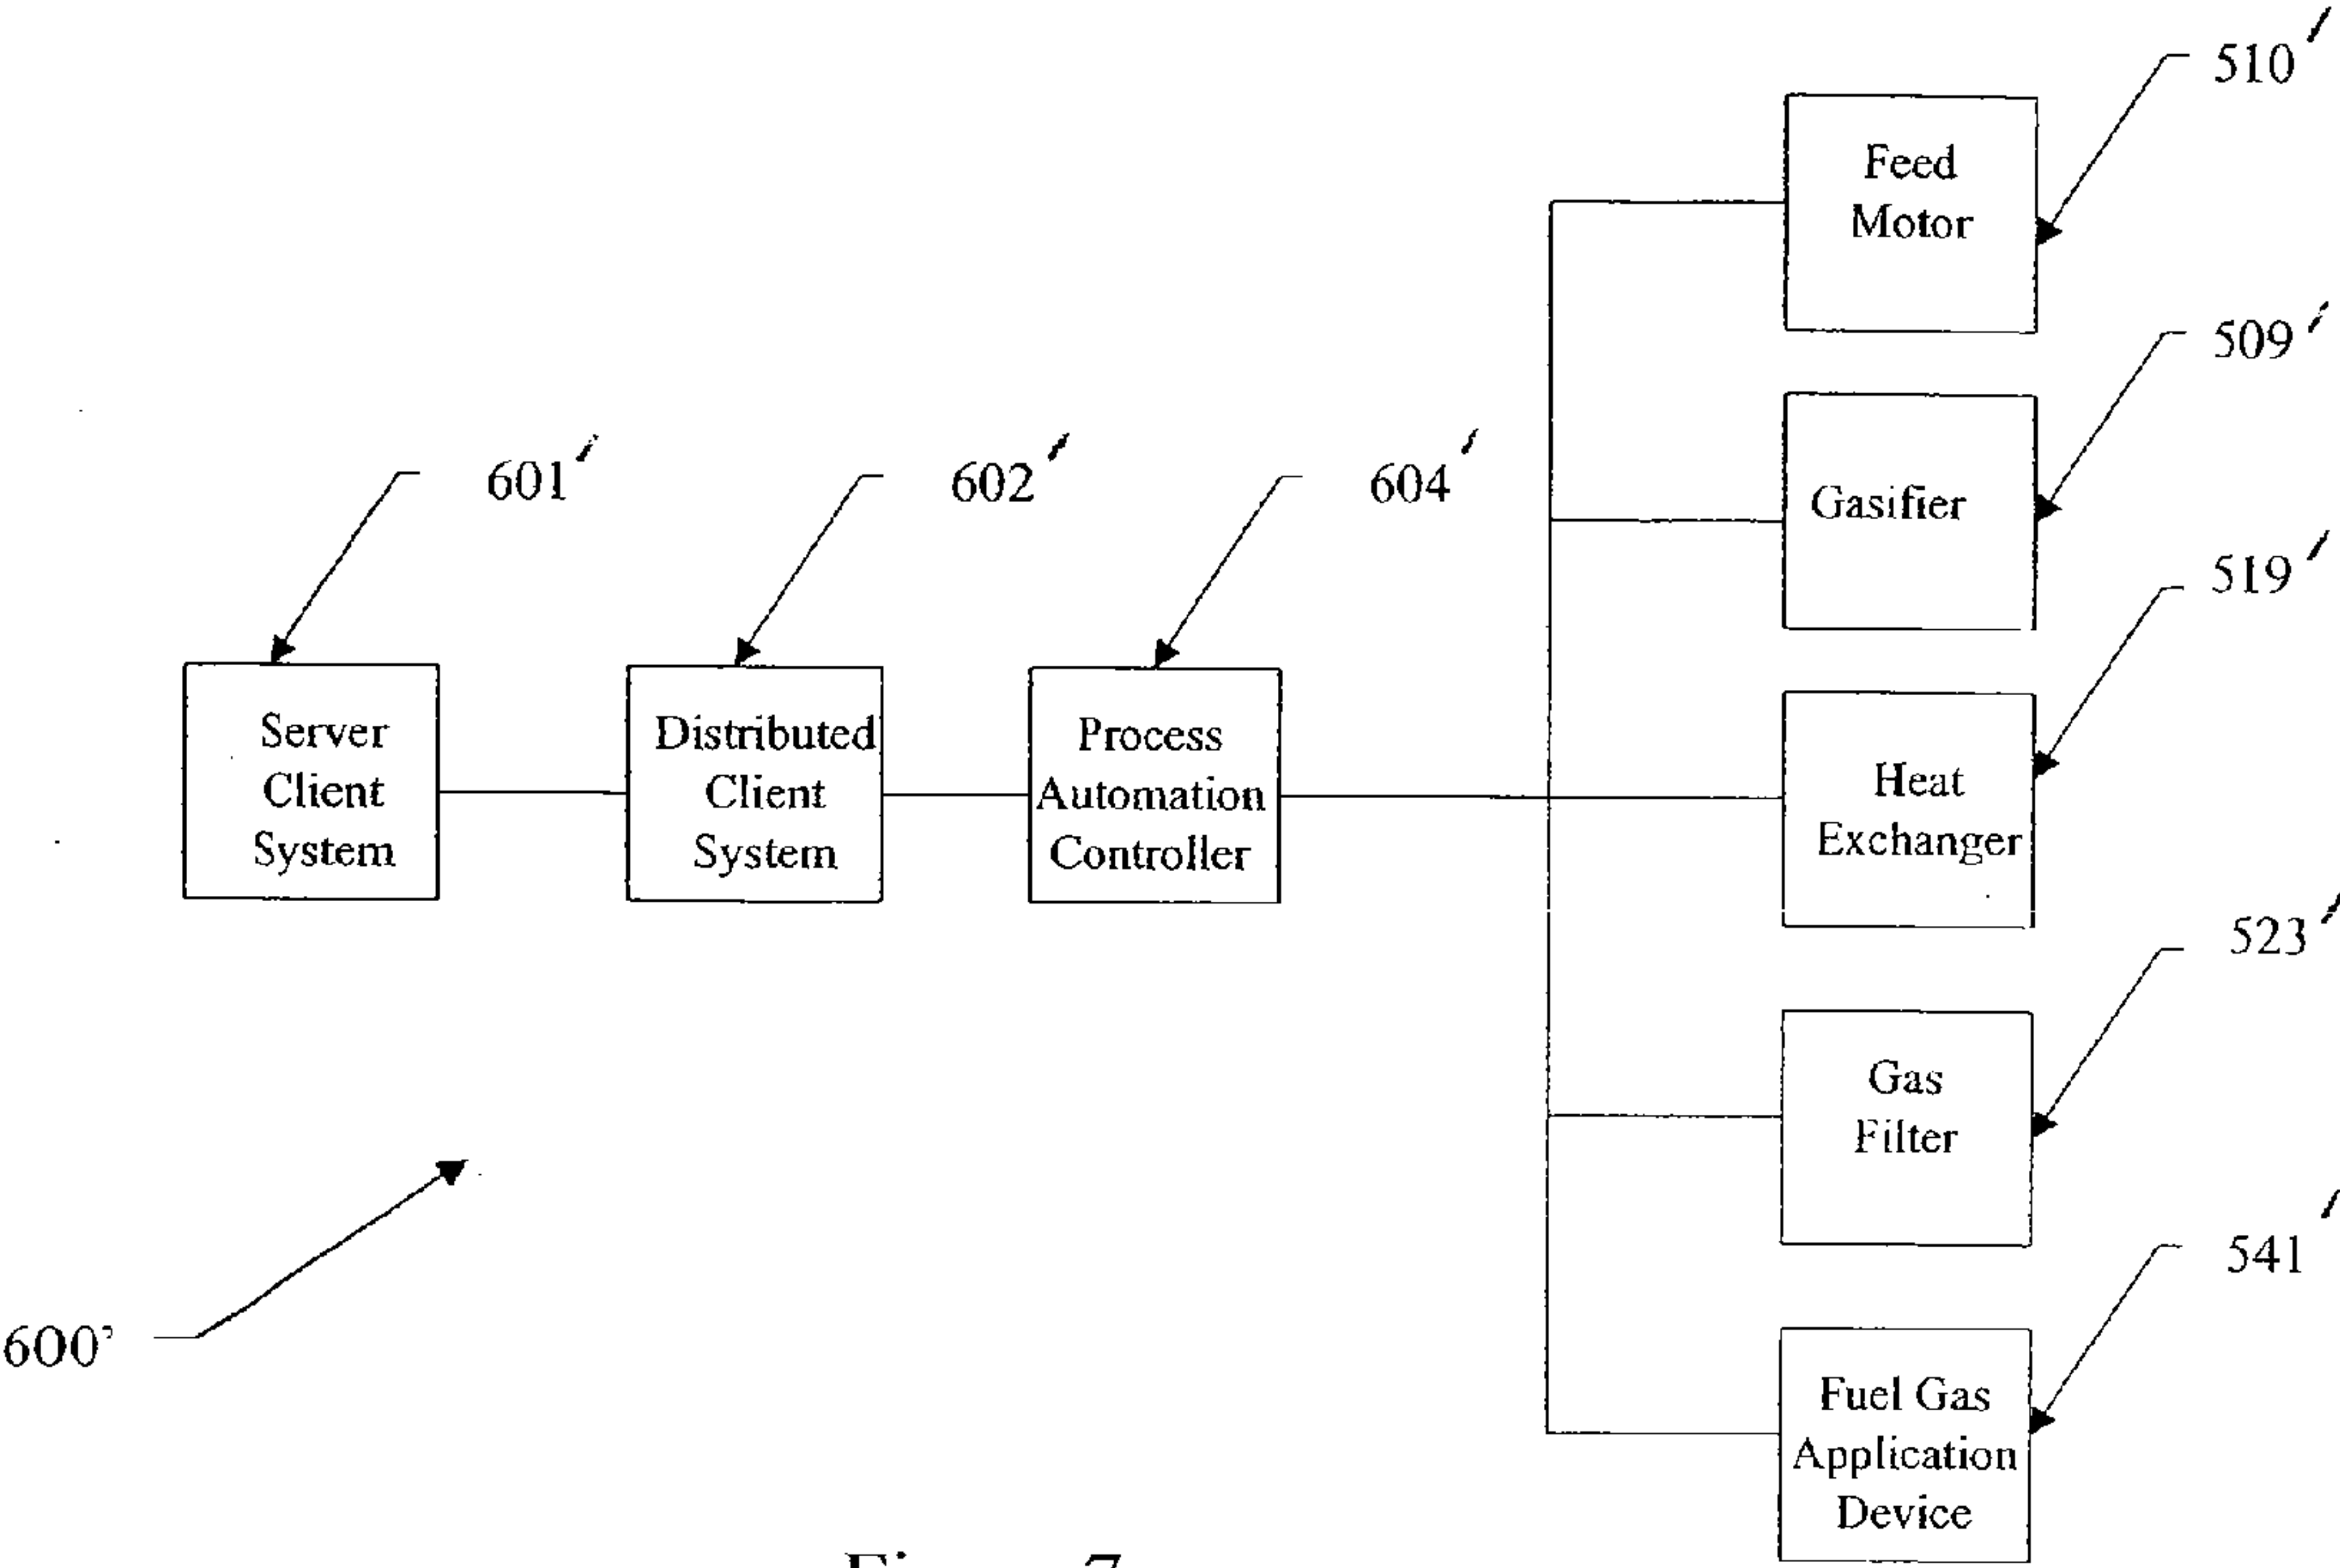 510'
Feed
Motor
509'
Gasifier
519'
601'
602'
604'
Server
Client
System
Distributed
Client
System
Process
Automation
Controller
Heat
Exchanger
523'
Gas
Filter
541'
600'
Fuel Gas
Application
Device
7